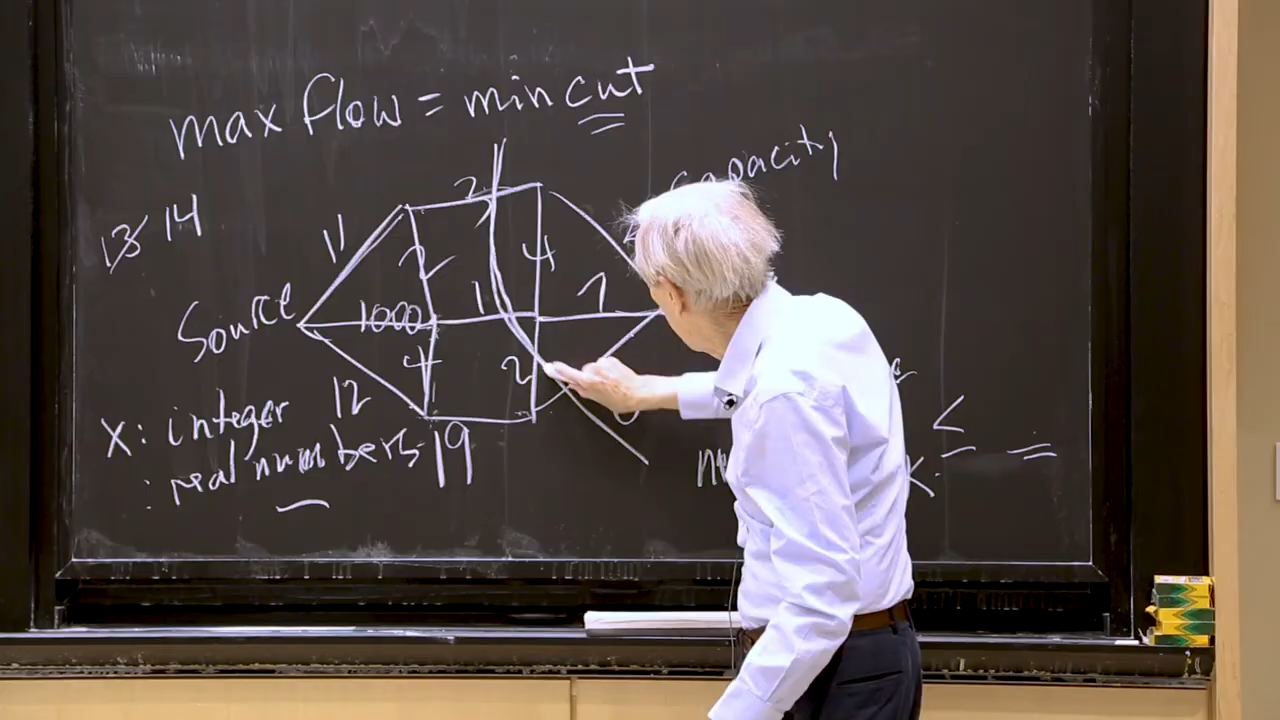 max flow = min cut
capacity
13 14
11
3
2
4
Source
1000
1
7
4
2
12
x: integer
: real numbers
19
<